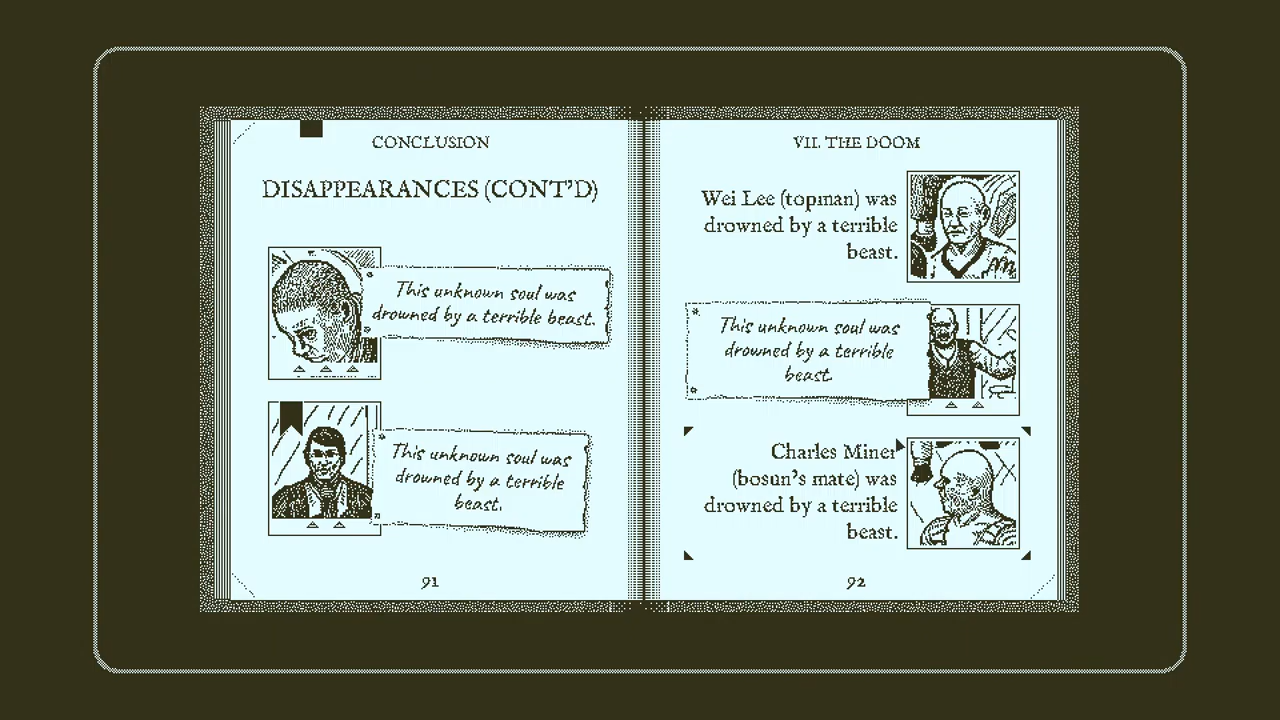 CONCLUSION
DISAPPEARANCES (CONT'D)
This unknown soul was
drowned by a terrible beast.
This unknown soul was
drowned by a terrible
beast.
91
VII. THE DOOM
Wei Lee (topman) was
drowned by a terrible
beast.
This unknown soul was
drowned by a terrible
beast.
Charles Miner
(bosun's mate) was
drowned by a terrible
beast.
92